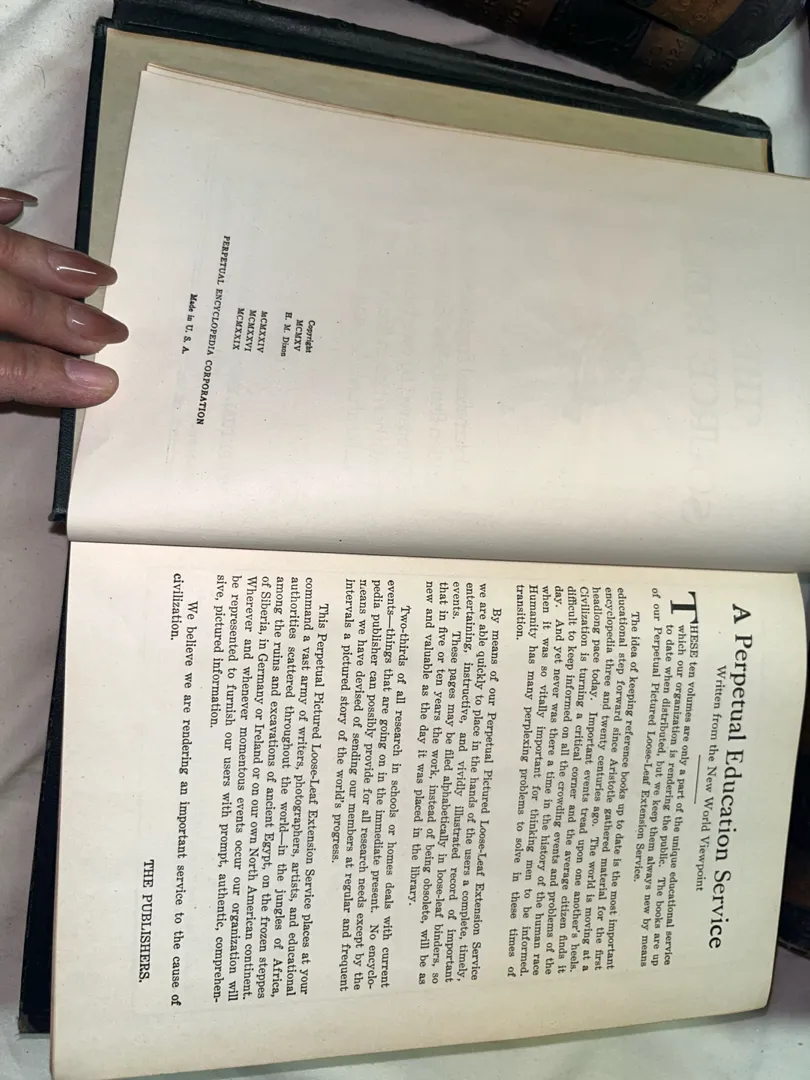 Copyright
MCMXV
H. M. Dixon
MCMXXIV
MCMXXVI
MCMXXIX
PERPETUAL ENCYCLOPEDIA CORPORATION
Made in U. S. A.
A Perpetual Education Service
Written from the New World Viewpoint
THESE ten volumes are only a part of the unique educational service
which our organization is rendering the public. The books are up
to date when distributed, but we keep them always new by means
of our Perpetual Pictured Loose-Leaf Extension Service.
The idea of keeping reference books up to date is the most important
educational step forward since Aristotle gathered material for the first
encyclopedia three and twenty centuries ago. The world is moving at a
headlong pace today. Important events tread upon one another's heels.
Civilization is turning a critical corner and the average citizen finds it
difficult to keep informed on all the crowding events and problems of the
day. And yet never was there a time in the history of the human race
when it was so vitally important for thinking men to be informed.
Humanity has many perplexing problems to solve in these times of
transition.
By means of our Perpetual Pictured Loose-Leaf Extension Service
we are able quickly to place in the hands of the users a complete, timely,
entertaining, instructive, and vividly illustrated record of important
events. These pages may be filed alphabetically in loose-leaf binders, so
that in five or ten years the work, instead of being obsolete, will be as
new and valuable as the day it was placed in the library.
Two-thirds of all research in schools or homes deals with current
events—things that are going on in the immediate present. No encyclo-
pedia publisher can possibly provide for all research needs except by the
means we have devised of sending our members at regular and frequent
intervals a pictured story of the world's progress.
This Perpetual Pictured Loose-Leaf Extension Service places at your
command a vast army of writers, photographers, artists, and educational
authorities scattered throughout the world—in the jungles of Africa,
among the ruins and excavations of ancient Egypt, on the frozen steppes
of Siberia, in Germany or Ireland or on our own North American continent.
Wherever and whenever momentous events occur our organization will
be represented to furnish our users with prompt, authentic, comprehen-
sive, pictured information.
We believe we are rendering an important service to the cause of
civilization.
THE PUBLISHERS.